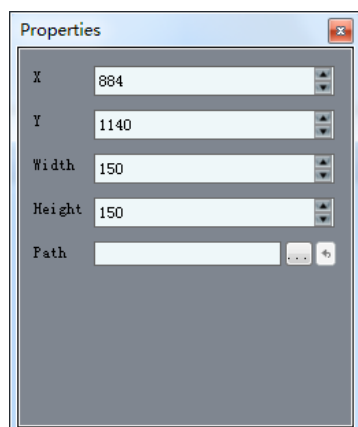 Properties
X 884
Y 1140
Width 150
Height 150
Path ...